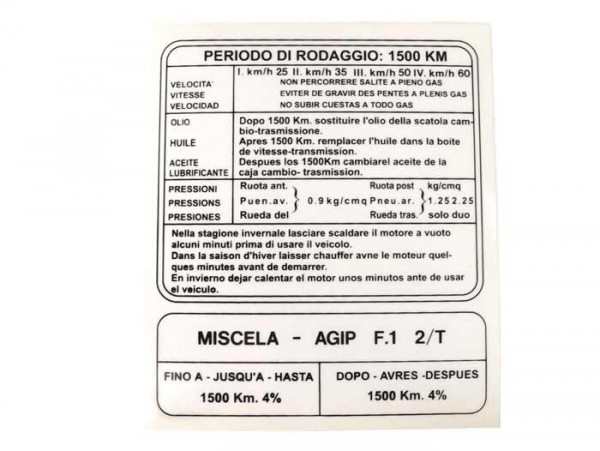 PERIODO DI RODAGGIO: 1500 KM
VELOCITA'
VITESSE
VELOCIDAD
I. km/h 25 II. km/h 35 III. km/h 50 IV. km/h 60
NON PERCORRERE SALITE A PIENO GAS
EVITER DE GRAVIR DES PENTES A PLENIS GAS
NO SUBIR CUESTAS A TODO GAS
OLIO
Dopo 1500 Km. sostituire l'olio della scatola cam-
bio-trasmissione.
HUILE
Apres 1500 Km. remplacer l'huile dans la boite
de vitesse-transmission.
ACEITE
LUBRIFICANTE
Despues los 1500Km cambiarel aceite de la
caja cambio- trasmission.
PRESSIONI
PRESSIONS
PRESIONES
Ruota ant.
Puen.av.
Rueda del
0.9kg/cmq
Ruota post
Pneu.ar.
Rueda tras.
kg/cmq
1.25 2.25
solo duo
Nella stagione invernale lasciare scaldare il motore a vuoto
alcuni minuti prima di usare il veicolo.
Dans la saison d'hiver laisser chauffer avne le moteur quel-
ques minutes avant de demarrer.
En invierno dejar calentar el motor unos minutos ante de usar
el veiculo.
MISCELA - AGIP F.1 2/T
FINO A - JUSQU'A - HASTA
1500 Km. 4%
DOPO - AVRES -DESPUES
1500 Km. 4%